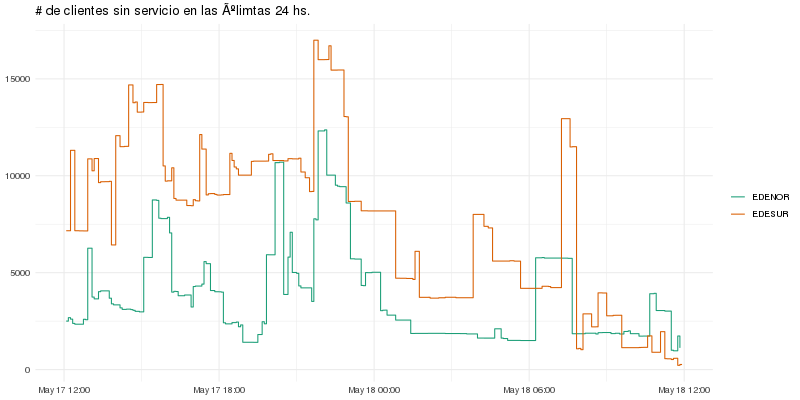 # de clientes sin servicio en las Ãºlimtas 24 hs.
15000
10000
5000
0
May 17 12:00
May 17 18:00
May 18 00:00
May 18 06:00
May 18 12:00
EDENOR
EDESUR